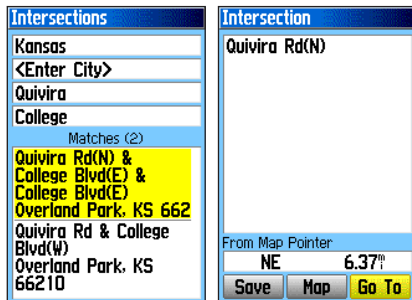 Intersections
Kansas
<Enter City>
Quivira
College
Matches (2)
Quivira Rd(N) &
College Blvd(E) &
College Blvd(E)
Overland Park, KS 662
Quivira Rd & College
Blvd(W)
Overland Park, KS
66210
Intersection
Quivira Rd(N)
From Map Pointer
NE 6.37m
Save Map Go To